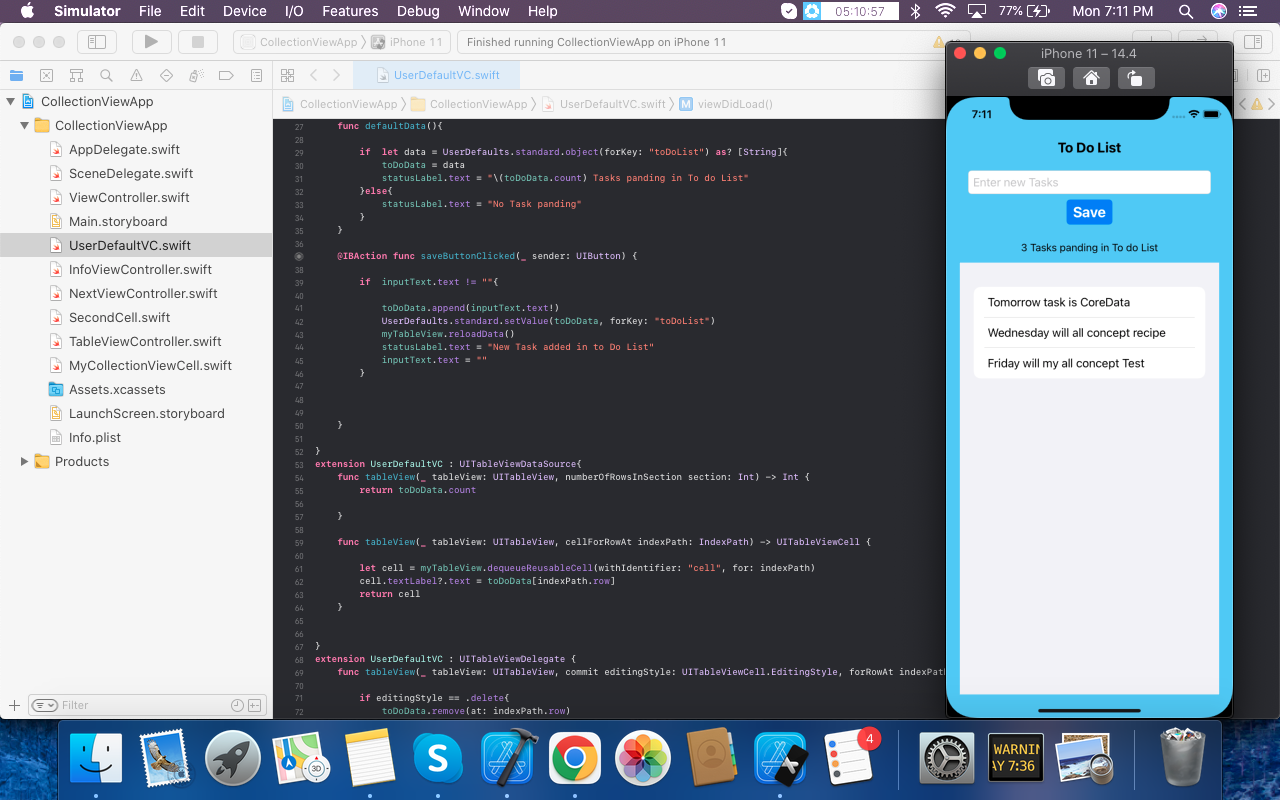 Simulator File Edit Device I/O Features Debug Window Help 05:10:57 77% Mon 7:11 PM
CollectionViewApp iPhone 11 Finished running CollectionViewApp on iPhone 11
iPhone 11 – 14.4
UserDefaultVC.swift
CollectionViewApp CollectionViewApp UserDefaultVC.swift M viewDidLoad()
CollectionViewApp
CollectionViewApp
AppDelegate.swift
SceneDelegate.swift
ViewController.swift
Main.storyboard
UserDefaultVC.swift
InfoViewController.swift
NextViewController.swift
SecondCell.swift
TableViewController.swift
MyCollectionViewCell.swift
Assets.xcassets
LaunchScreen.storyboard
Info.plist
Products
Filter
27 func defaultData(){
28
29 if let data = UserDefaults.standard.object(forKey: "toDoList") as? [String]{
30 toDoData = data
31 statusLabel.text = "\(toDoData.count) Tasks panding in To do List"
32 }else{
33 statusLabel.text = "No Task panding"
34 }
35 }
36
@IBAction func saveButtonClicked(_ sender: UIButton) {
38
39 if inputText.text != ""{
40
41 toDoData.append(inputText.text!)
42 UserDefaults.standard.setValue(toDoData, forKey: "toDoList")
43 myTableView.reloadData()
44 statusLabel.text = "New Task added in to Do List"
45 inputText.text = ""
46 }
47
48
49
50 }
51
52 }
53 extension UserDefaultVC : UITableViewDataSource{
54 func tableView(_ tableView: UITableView, numberOfRowsInSection section: Int) -> Int {
55 return toDoData.count
56
57 }
58
59 func tableView(_ tableView: UITableView, cellForRowAt indexPath: IndexPath) -> UITableViewCell {
60
61 let cell = myTableView.dequeueReusableCell(withIdentifier: "cell", for: indexPath)
62 cell.textLabel?.text = toDoData[indexPath.row]
63 return cell
64 }
65
66
67 }
68 extension UserDefaultVC : UITableViewDelegate {
69 func tableView(_ tableView: UITableView, commit editingStyle: UITableViewCell.EditingStyle, forRowAt indexPath
70
71 if editingStyle == .delete{
72 toDoData.remove(at: indexPath.row)
7:11
To Do List
Enter new Tasks
Save
3 Tasks panding in To do List
Tomorrow task is CoreData
Wednesday will all concept recipe
Friday will my all concept Test
3D
4
WARNIN
AY 7:36